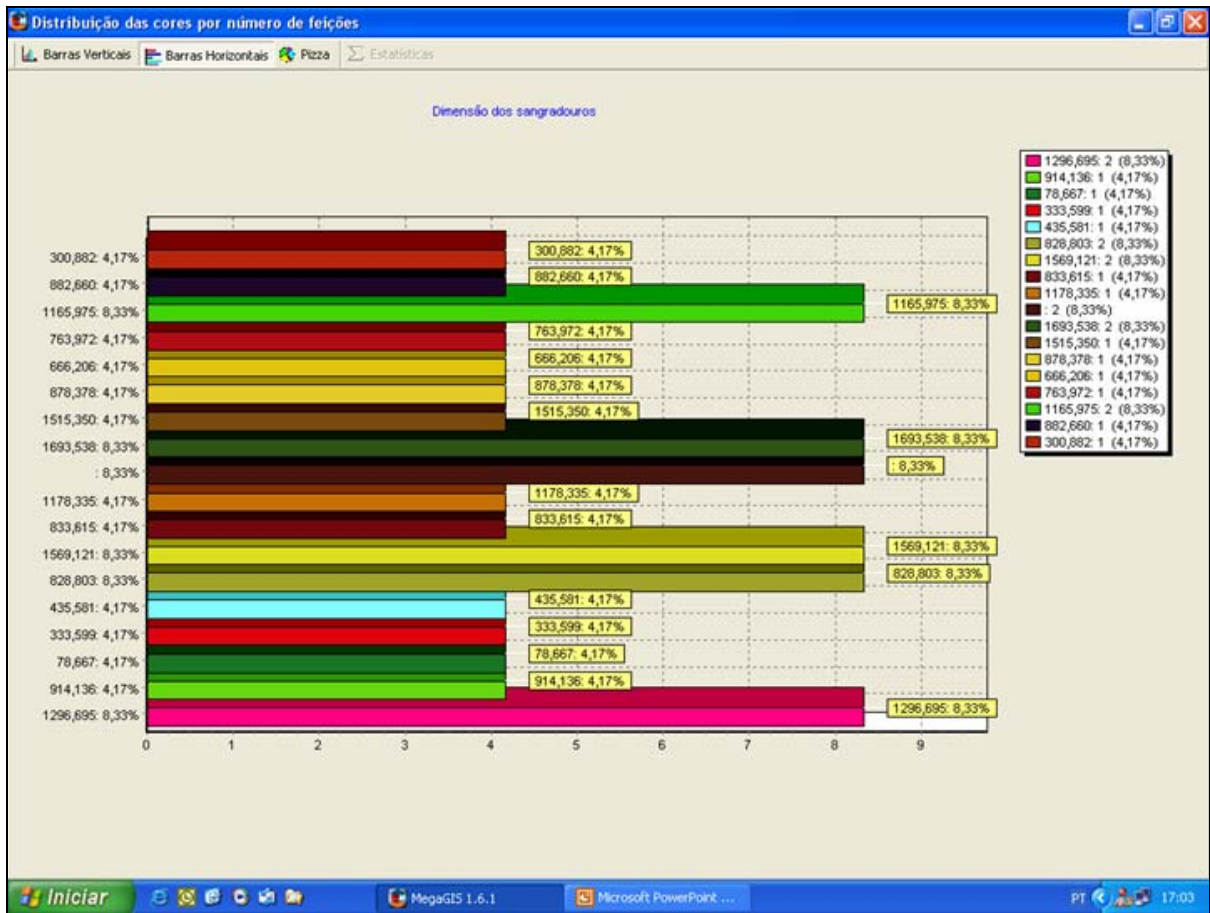 Distribuição das cores por número de feições
Barras Verticais Barras Horizontais Pizza Estatísticas
Dimensão dos sangradouros
1296,695: 2 (8,33%)
914,136: 1 (4,17%)
78,667: 1 (4,17%)
333,599: 1 (4,17%)
435,581: 1 (4,17%)
828,803: 2 (8,33%)
1569,121: 2 (8,33%)
833,615: 1 (4,17%)
1178,335: 1 (4,17%)
: 2 (8,33%)
1693,538: 2 (8,33%)
1515,350: 1 (4,17%)
878,378: 1 (4,17%)
666,206: 1 (4,17%)
763,972: 1 (4,17%)
1165,975: 2 (8,33%)
882,660: 1 (4,17%)
300,882: 1 (4,17%)
300,882: 4,17% 300,882: 4,17%
882,660: 4,17% 882,660: 4,17%
1165,975: 8,33% 1165,975: 8,33%
763,972: 4,17% 763,972: 4,17%
666,206: 4,17% 666,206: 4,17%
878,378: 4,17% 878,378: 4,17%
1515,350: 4,17% 1515,350: 4,17%
1693,538: 8,33% 1693,538: 8,33%
: 8,33% : 8,33%
1178,335: 4,17% 1178,335: 4,17%
833,615: 4,17% 833,615: 4,17%
1569,121: 8,33% 1569,121: 8,33%
828,803: 8,33% 828,803: 8,33%
435,581: 4,17% 435,581: 4,17%
333,599: 4,17% 333,599: 4,17%
78,667: 4,17% 78,667: 4,17%
914,136: 4,17% 914,136: 4,17%
1296,695: 8,33% 1296,695: 8,33%
0 1 2 3 4 5 6 7 8 9
Iniciar MegaGIS 1.6.1 Microsoft PowerPoint ... PT 17:03